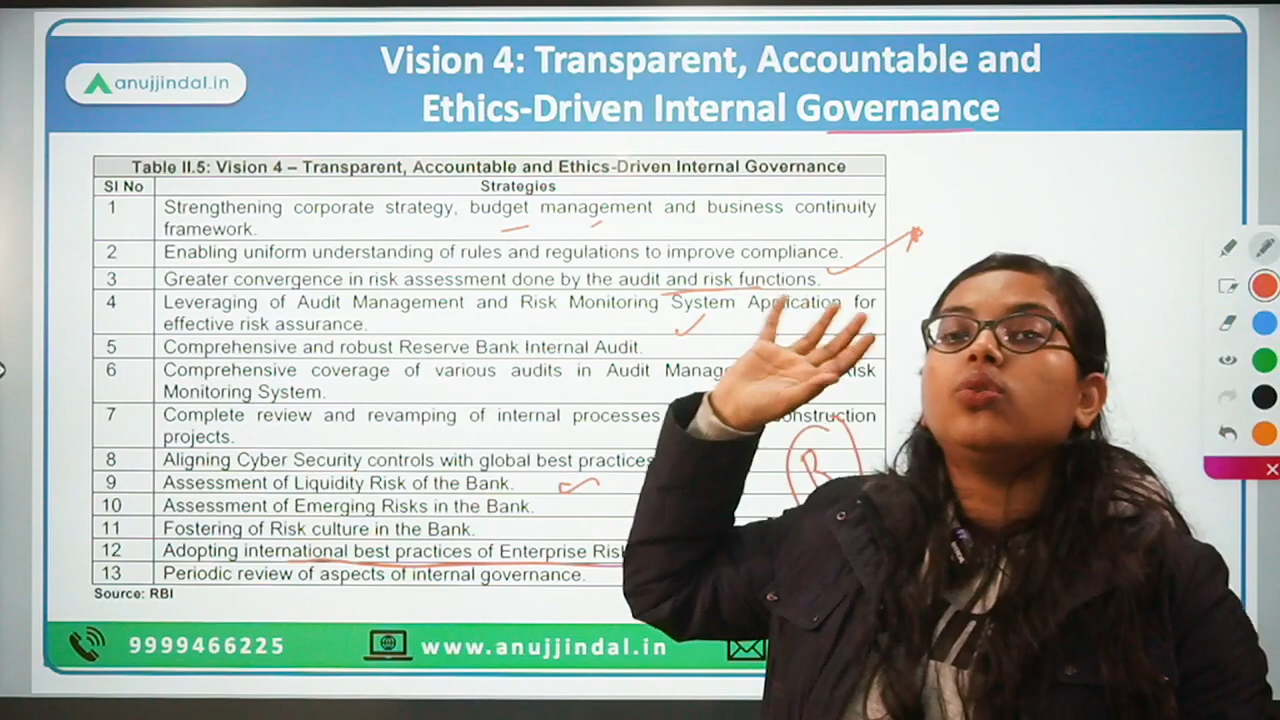 Vision 4: Transparent, Accountable and
Ethics-Driven Internal Governance
anujjindal.in
Table II.5: Vision 4 – Transparent, Accountable and Ethics-Driven Internal Governance
Sl No Strategies
1 Strengthening corporate strategy, budget management and business continuity
framework.
2 Enabling uniform understanding of rules and regulations to improve compliance.
3 Greater convergence in risk assessment done by the audit and risk functions.
4 Leveraging of Audit Management and Risk Monitoring System Application for
effective risk assurance.
5 Comprehensive and robust Reserve Bank Internal Audit.
6 Comprehensive coverage of various audits in Audit
Monitoring System.
7 Complete review and revamping of internal processes
projects.
8 Aligning Cyber Security controls with global best practices
9 Assessment of Liquidity Risk of the Bank.
10 Assessment of Emerging Risks in the Bank.
11 Fostering of Risk culture in the Bank.
12 Adopting international best practices of Enterprise
13 Periodic review of aspects of internal governance.
Source: RBI
R
9999466225 www.anujjindal.in